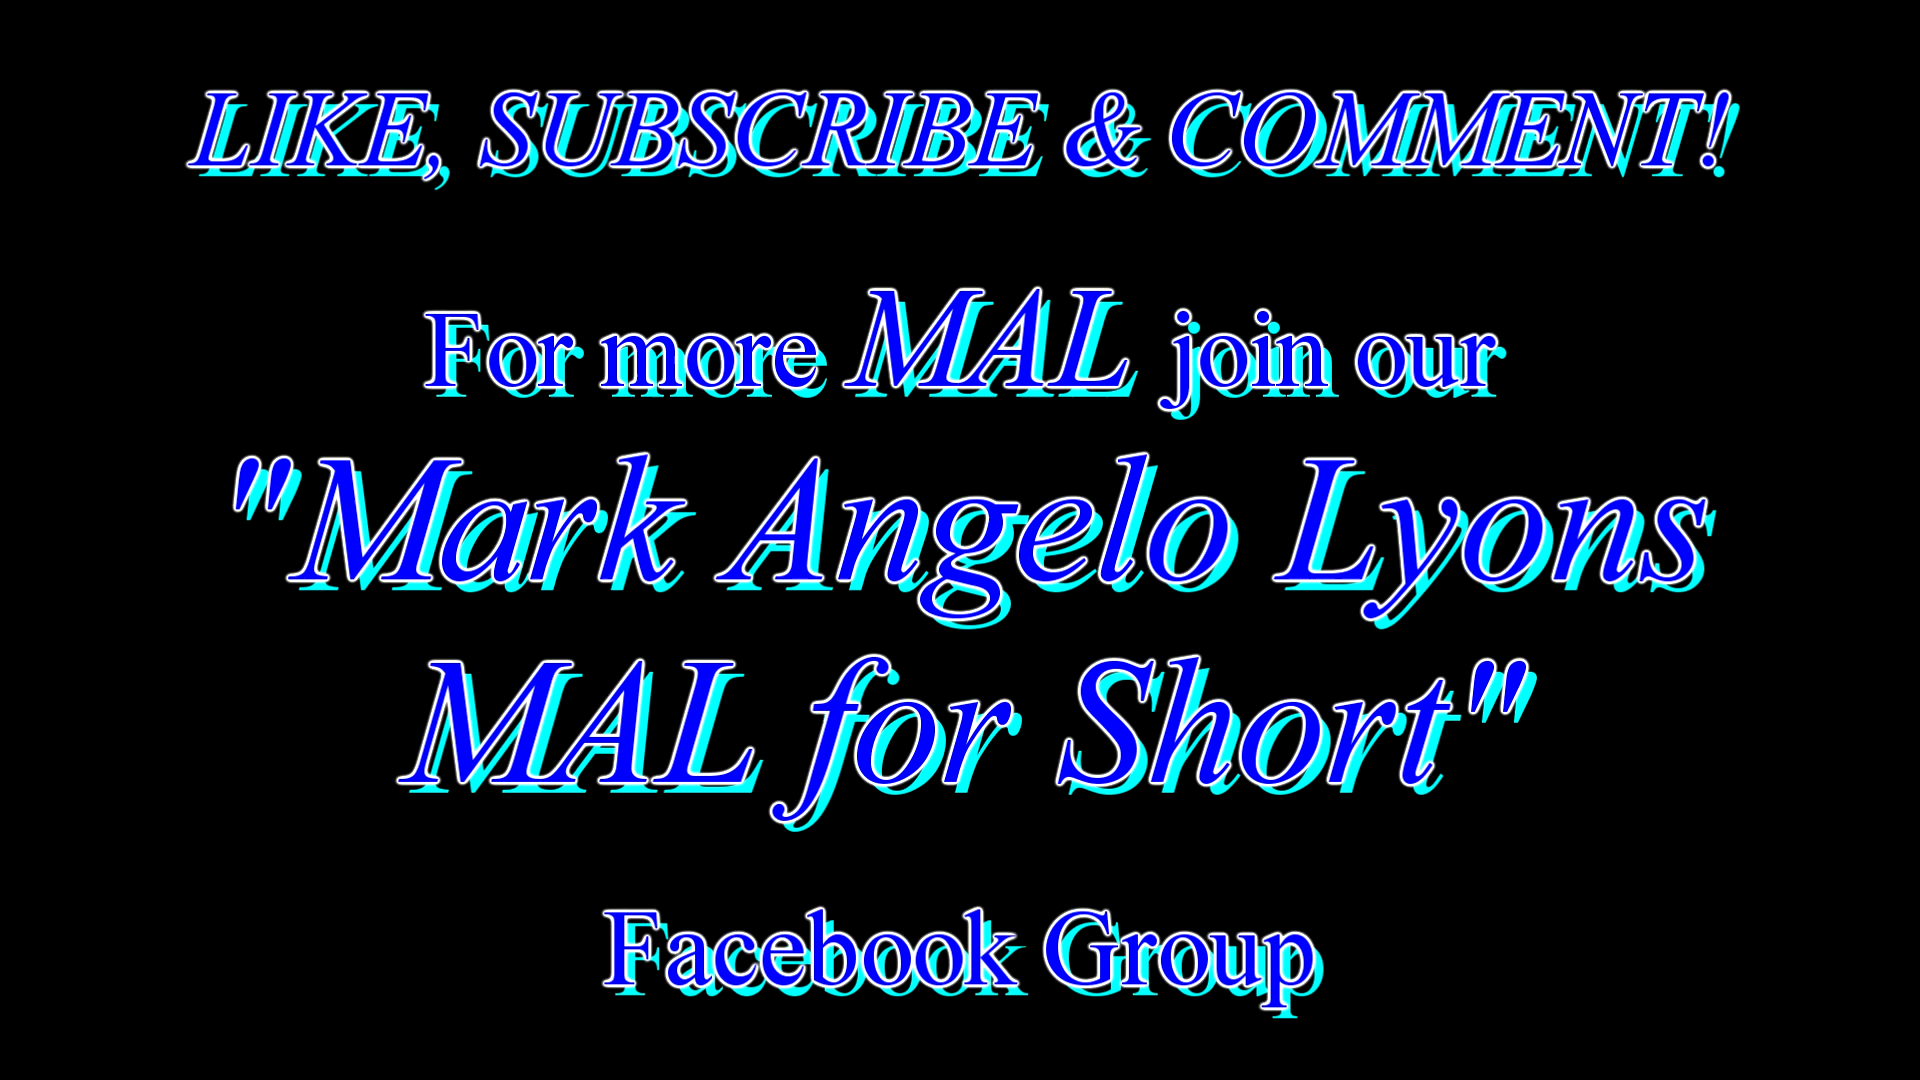 LIKE, SUBSCRIBE & COMMENT!
For more MAL join our
"Mark Angelo Lyons
MAL for Short"
Facebook Group